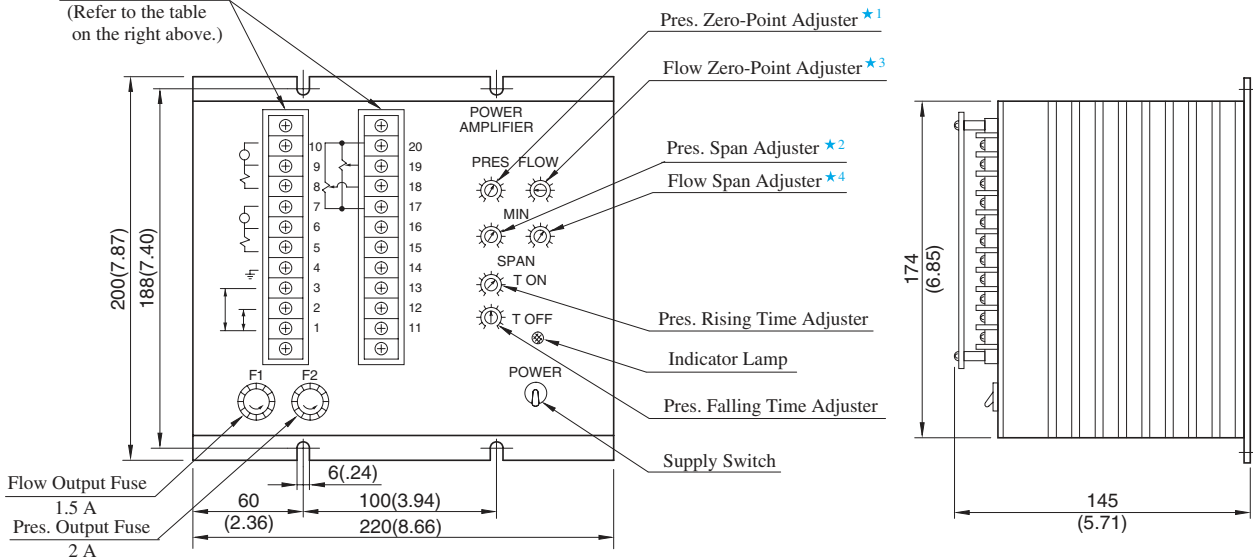 (Refer to the table
on the right above.)
Pres. Zero-Point Adjuster ★1
Flow Zero-Point Adjuster ★3
Pres. Span Adjuster ★2
Flow Span Adjuster ★4
Pres. Rising Time Adjuster
Indicator Lamp
Pres. Falling Time Adjuster
Supply Switch
POWER
AMPLIFIER
PRES FLOW
MIN
SPAN
T ON
T OFF
POWER
10
9
8
7
6
5
4
3
2
1
20
19
18
17
16
15
14
13
12
11
F1
F2
200(7.87)
188(7.40)
Flow Output Fuse
1.5 A
Pres. Output Fuse
2 A
6(.24)
60
(2.36)
100(3.94)
220(8.66)
174
(6.85)
145
(5.71)